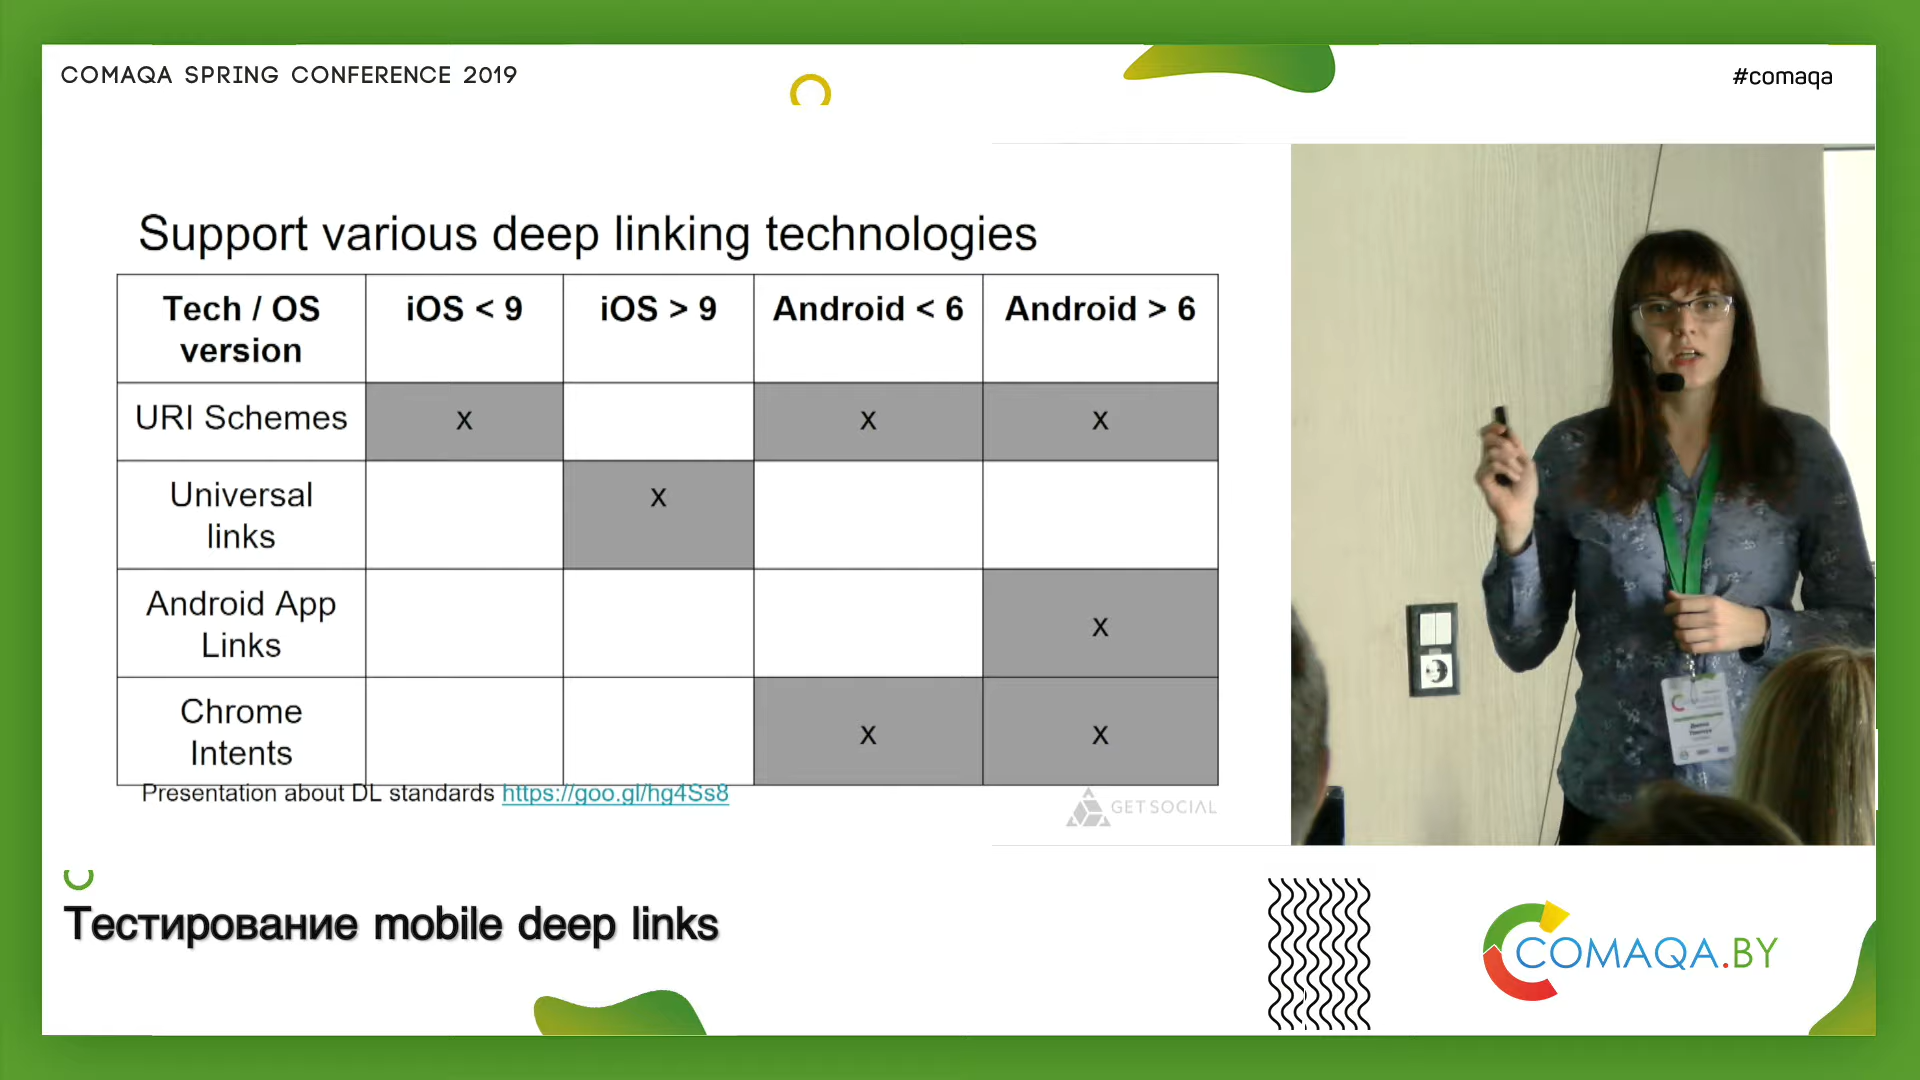 COMAQA SPRING CONFERENCE 2019
#comaqa
Support various deep linking technologies
Tech / OS version
iOS < 9
iOS > 9
Android < 6
Android > 6
URI Schemes
x
x
x
Universal links
x
Android App Links
x
Chrome Intents
x
x
Presentation about DL standards https://goo.gl/hg4Ss8
GETSOCIAL
Тестирование mobile deep links
COMAQA.BY